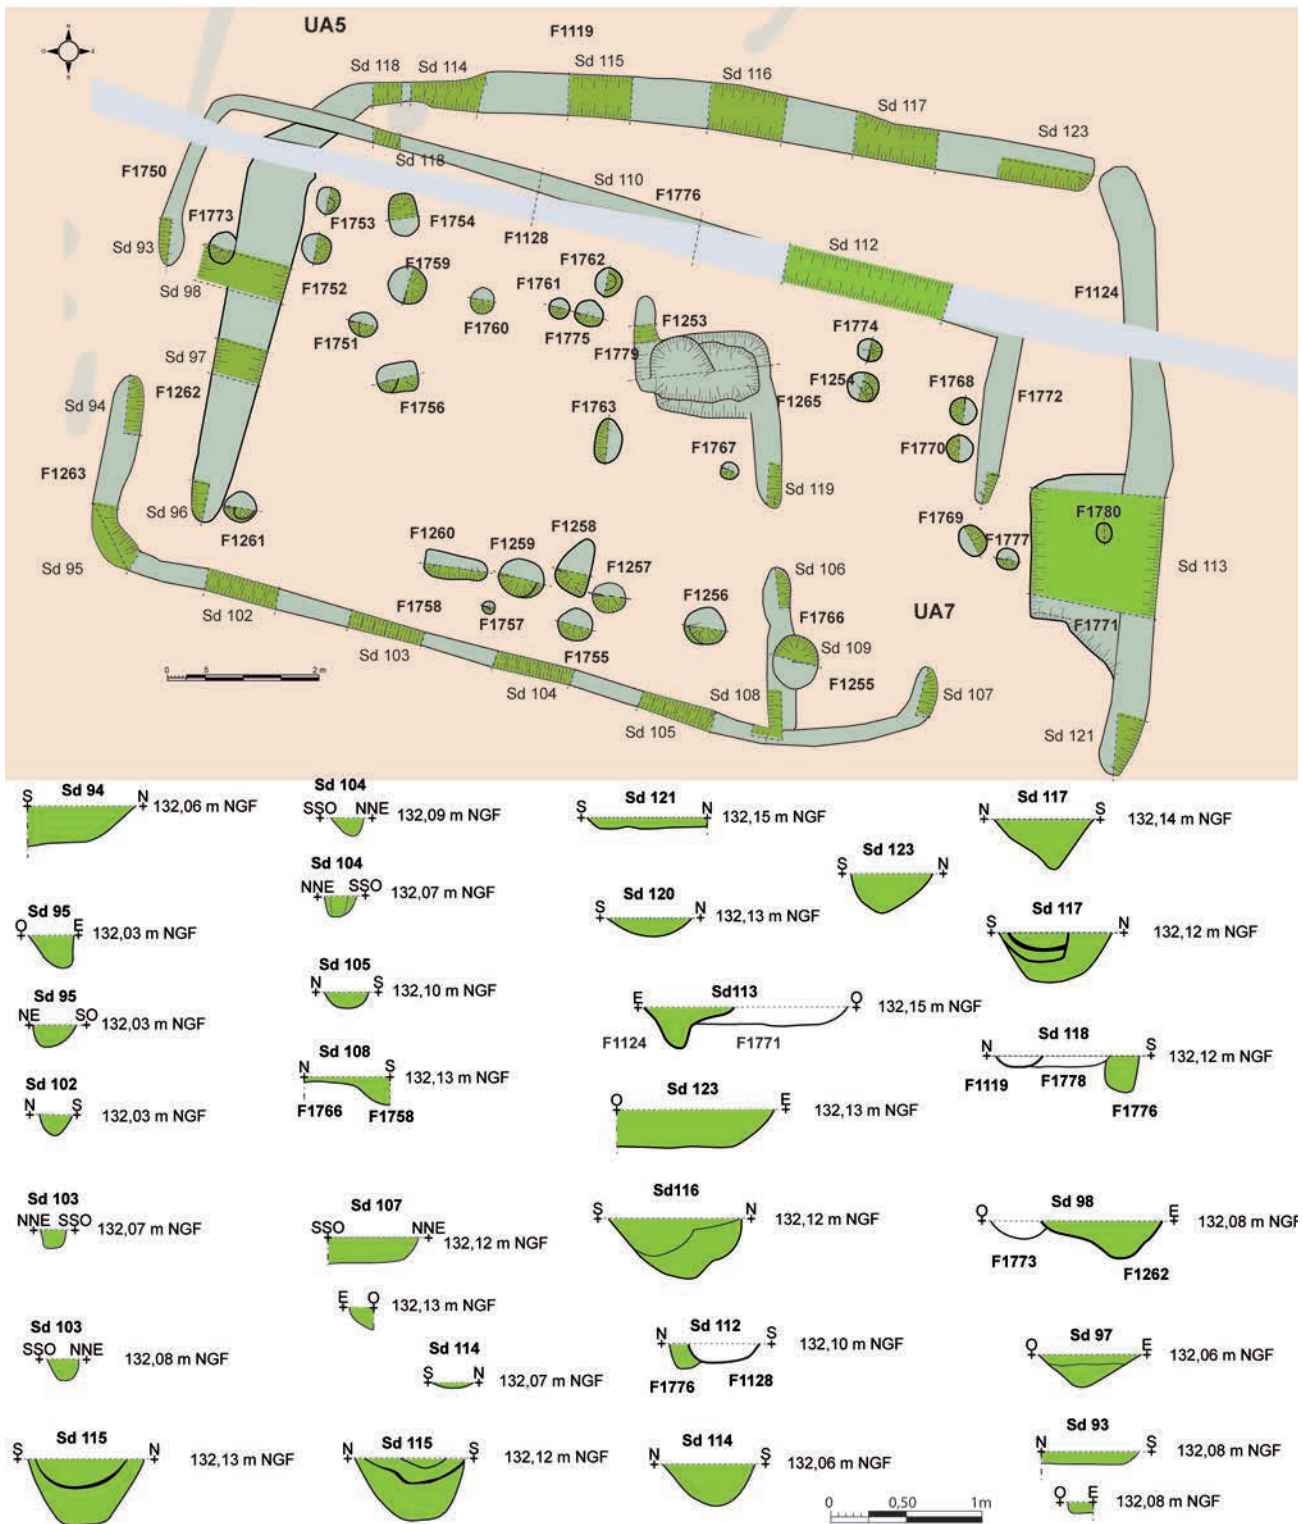 UA5
F1119
Sd 118
Sd 114
Sd 115
Sd 116
Sd 117
Sd 123
Sd 118
Sd 110
F1776
F1750
F1773
F1753
F1754
F1128
Sd 112
Sd 93
Sd 98
F1752
F1759
F1761
F1762
F1124
F1760
F1775
F1253
F1774
F1751
F1779
Sd 97
F1262
F1254
F1768
F1772
Sd 94
F1756
F1763
F1265
F1767
F1770
F1263
Sd 119
Sd 96
F1261
F1769
F1780
F1777
F1260
F1258
F1259
Sd 95
F1257
Sd 106
Sd 113
Sd 102
F1758
F1757
F1256
F1766
UA7
F1771
F1755
Sd 109
Sd 103
F1255
Sd 104
Sd 108
Sd 107
Sd 105
Sd 121
0 5 2 m
Sd 94
S N 132,06 m NGF
Sd 104
SSO NNE 132,09 m NGF
Sd 121
S N 132,15 m NGF
Sd 117
N S 132,14 m NGF
Sd 123
S N
Sd 104
NNE SSO 132,07 m NGF
Sd 120
S N 132,13 m NGF
Sd 95
O E 132,03 m NGF
Sd 117
S N 132,12 m NGF
Sd 105
N S 132,10 m NGF
Sd 95
NE SO 132,03 m NGF
Sd113
E O 132,15 m NGF
F1124 F1771
Sd 118
N S 132,12 m NGF
F1119 F1778 F1776
Sd 108
N S 132,13 m NGF
F1766 F1758
Sd 102
N S 132,03 m NGF
Sd 123
O E 132,13 m NGF
Sd 103
NNE SSO 132,07 m NGF
Sd 107
SSO NNE 132,12 m NGF
Sd116
S N 132,12 m NGF
Sd 98
O E 132,08 m NGF
F1773 F1262
E O 132,13 m NGF
Sd 103
SSO NNE 132,08 m NGF
Sd 114
S N 132,07 m NGF
Sd 112
N S 132,10 m NGF
F1776 F1128
Sd 97
O E 132,06 m NGF
Sd 115
S N 132,13 m NGF
Sd 115
N S 132,12 m NGF
Sd 114
N S 132,06 m NGF
Sd 93
N S 132,08 m NGF
O E 132,08 m NGF
0 0,50 1m